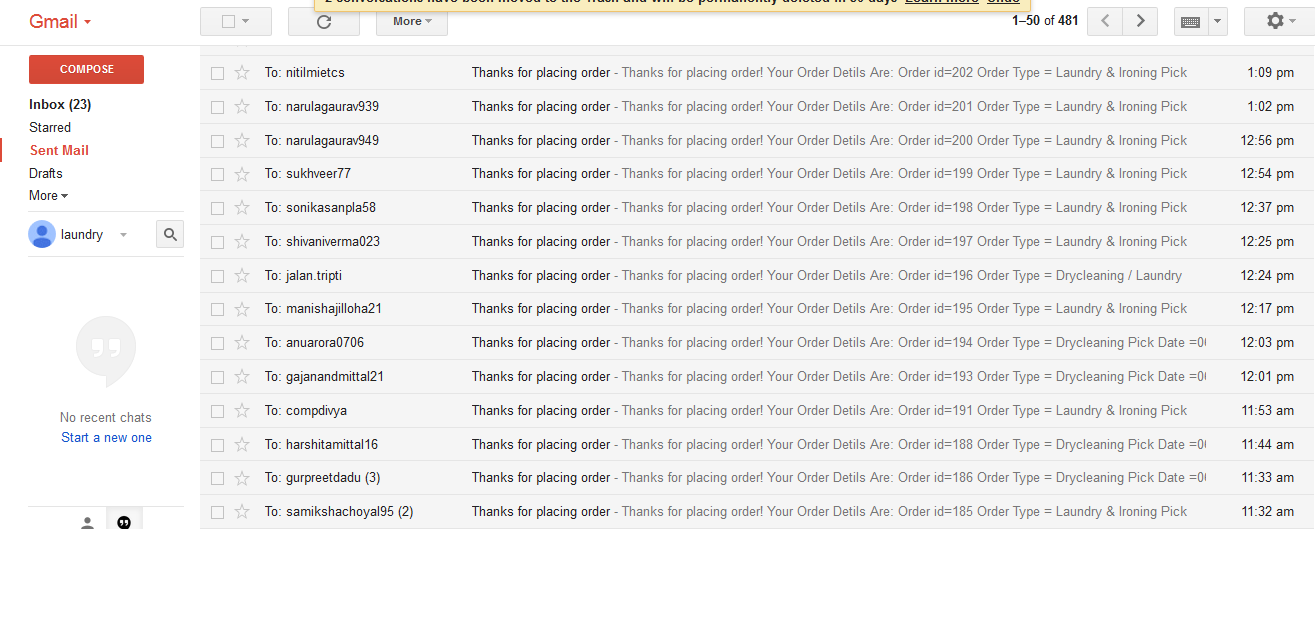 2 conversations have been moved to the Trash and will be permanently deleted in 30 days Learn more Undo
Gmail
More
1–50 of 481
COMPOSE
Inbox (23)
Starred
Sent Mail
Drafts
More
laundry
No recent chats
Start a new one
To: nitilmietcs Thanks for placing order - Thanks for placing order! Your Order Detils Are: Order id=202 Order Type = Laundry & Ironing Pick 1:09 pm
To: narulagaurav939 Thanks for placing order - Thanks for placing order! Your Order Detils Are: Order id=201 Order Type = Laundry & Ironing Pick 1:02 pm
To: narulagaurav949 Thanks for placing order - Thanks for placing order! Your Order Detils Are: Order id=200 Order Type = Laundry & Ironing Pick 12:56 pm
To: sukhveer77 Thanks for placing order - Thanks for placing order! Your Order Detils Are: Order id=199 Order Type = Laundry & Ironing Pick 12:54 pm
To: sonikasanpla58 Thanks for placing order - Thanks for placing order! Your Order Detils Are: Order id=198 Order Type = Laundry & Ironing Pick 12:37 pm
To: shivaniverma023 Thanks for placing order - Thanks for placing order! Your Order Detils Are: Order id=197 Order Type = Laundry & Ironing Pick 12:25 pm
To: jalan.tripti Thanks for placing order - Thanks for placing order! Your Order Detils Are: Order id=196 Order Type = Drycleaning / Laundry 12:24 pm
To: manishajilloha21 Thanks for placing order - Thanks for placing order! Your Order Detils Are: Order id=195 Order Type = Laundry & Ironing Pick 12:17 pm
To: anuarora0706 Thanks for placing order - Thanks for placing order! Your Order Detils Are: Order id=194 Order Type = Drycleaning Pick Date =0 12:03 pm
To: gajanandmittal21 Thanks for placing order - Thanks for placing order! Your Order Detils Are: Order id=193 Order Type = Drycleaning Pick Date =0 12:01 pm
To: compdivya Thanks for placing order - Thanks for placing order! Your Order Detils Are: Order id=191 Order Type = Laundry & Ironing Pick 11:53 am
To: harshitamittal16 Thanks for placing order - Thanks for placing order! Your Order Detils Are: Order id=188 Order Type = Drycleaning Pick Date =0 11:44 am
To: gurpreetdadu (3) Thanks for placing order - Thanks for placing order! Your Order Detils Are: Order id=186 Order Type = Drycleaning Pick Date =0 11:33 am
To: samikshachoyal95 (2) Thanks for placing order - Thanks for placing order! Your Order Detils Are: Order id=185 Order Type = Laundry & Ironing Pick 11:32 am